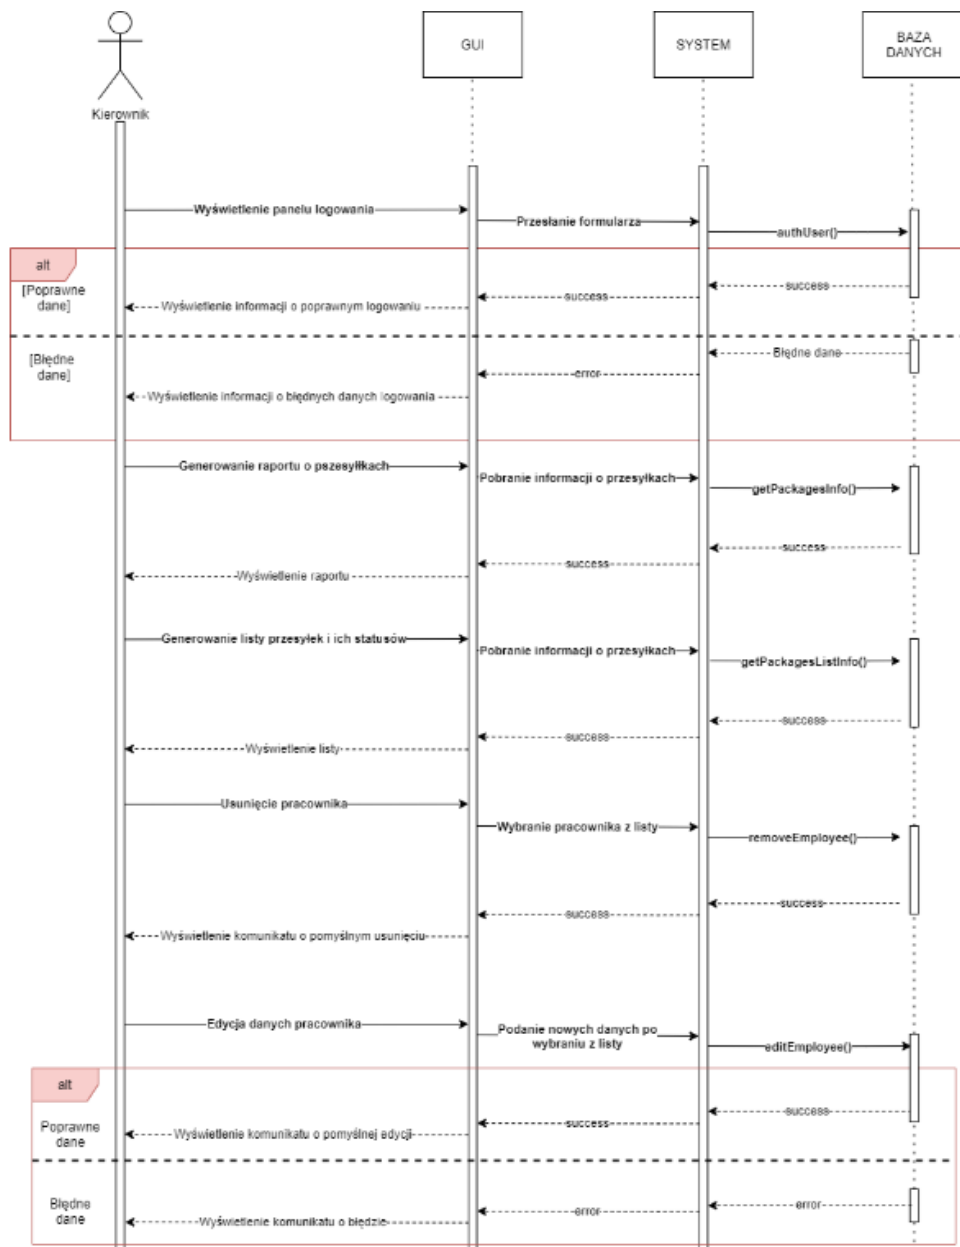 GUI
SYSTEM
BAZA
DANYCH
Kierownik
Wyświetlenie panelu logowania
Przesłanie formularza
authUser()
alt
[Poprawne
dane]
success
success
Wyświetlenie informacji o poprawnym logowaniu
[Błędne
dane]
Błędne dane
error
Wyświetlenie informacji o błędnych danych logowania
Generowanie raportu o pszesyłkach
Pobranie informacji o przesyłkach
getPackagesInfo()
success
success
Wyświetlenie raportu
Generowanie listy przesyłek i ich statusów
Pobranie informacji o przesyłkach
getPackagesListInfo()
success
success
Wyświetlenie listy
Usunięcie pracownika
Wybranie pracownika z listy
removeEmployee()
success
success
Wyświetlenie komunikatu o pomyślnym usunięciu
Edycja danych pracownika
Podanie nowych danych po
wybraniu z listy
editEmployee()
alt
Poprawne
dane
success
success
Wyświetlenie komunikatu o pomyślnej edycji
Błędne
dane
error
error
Wyświetlenie komunikatu o błędzie